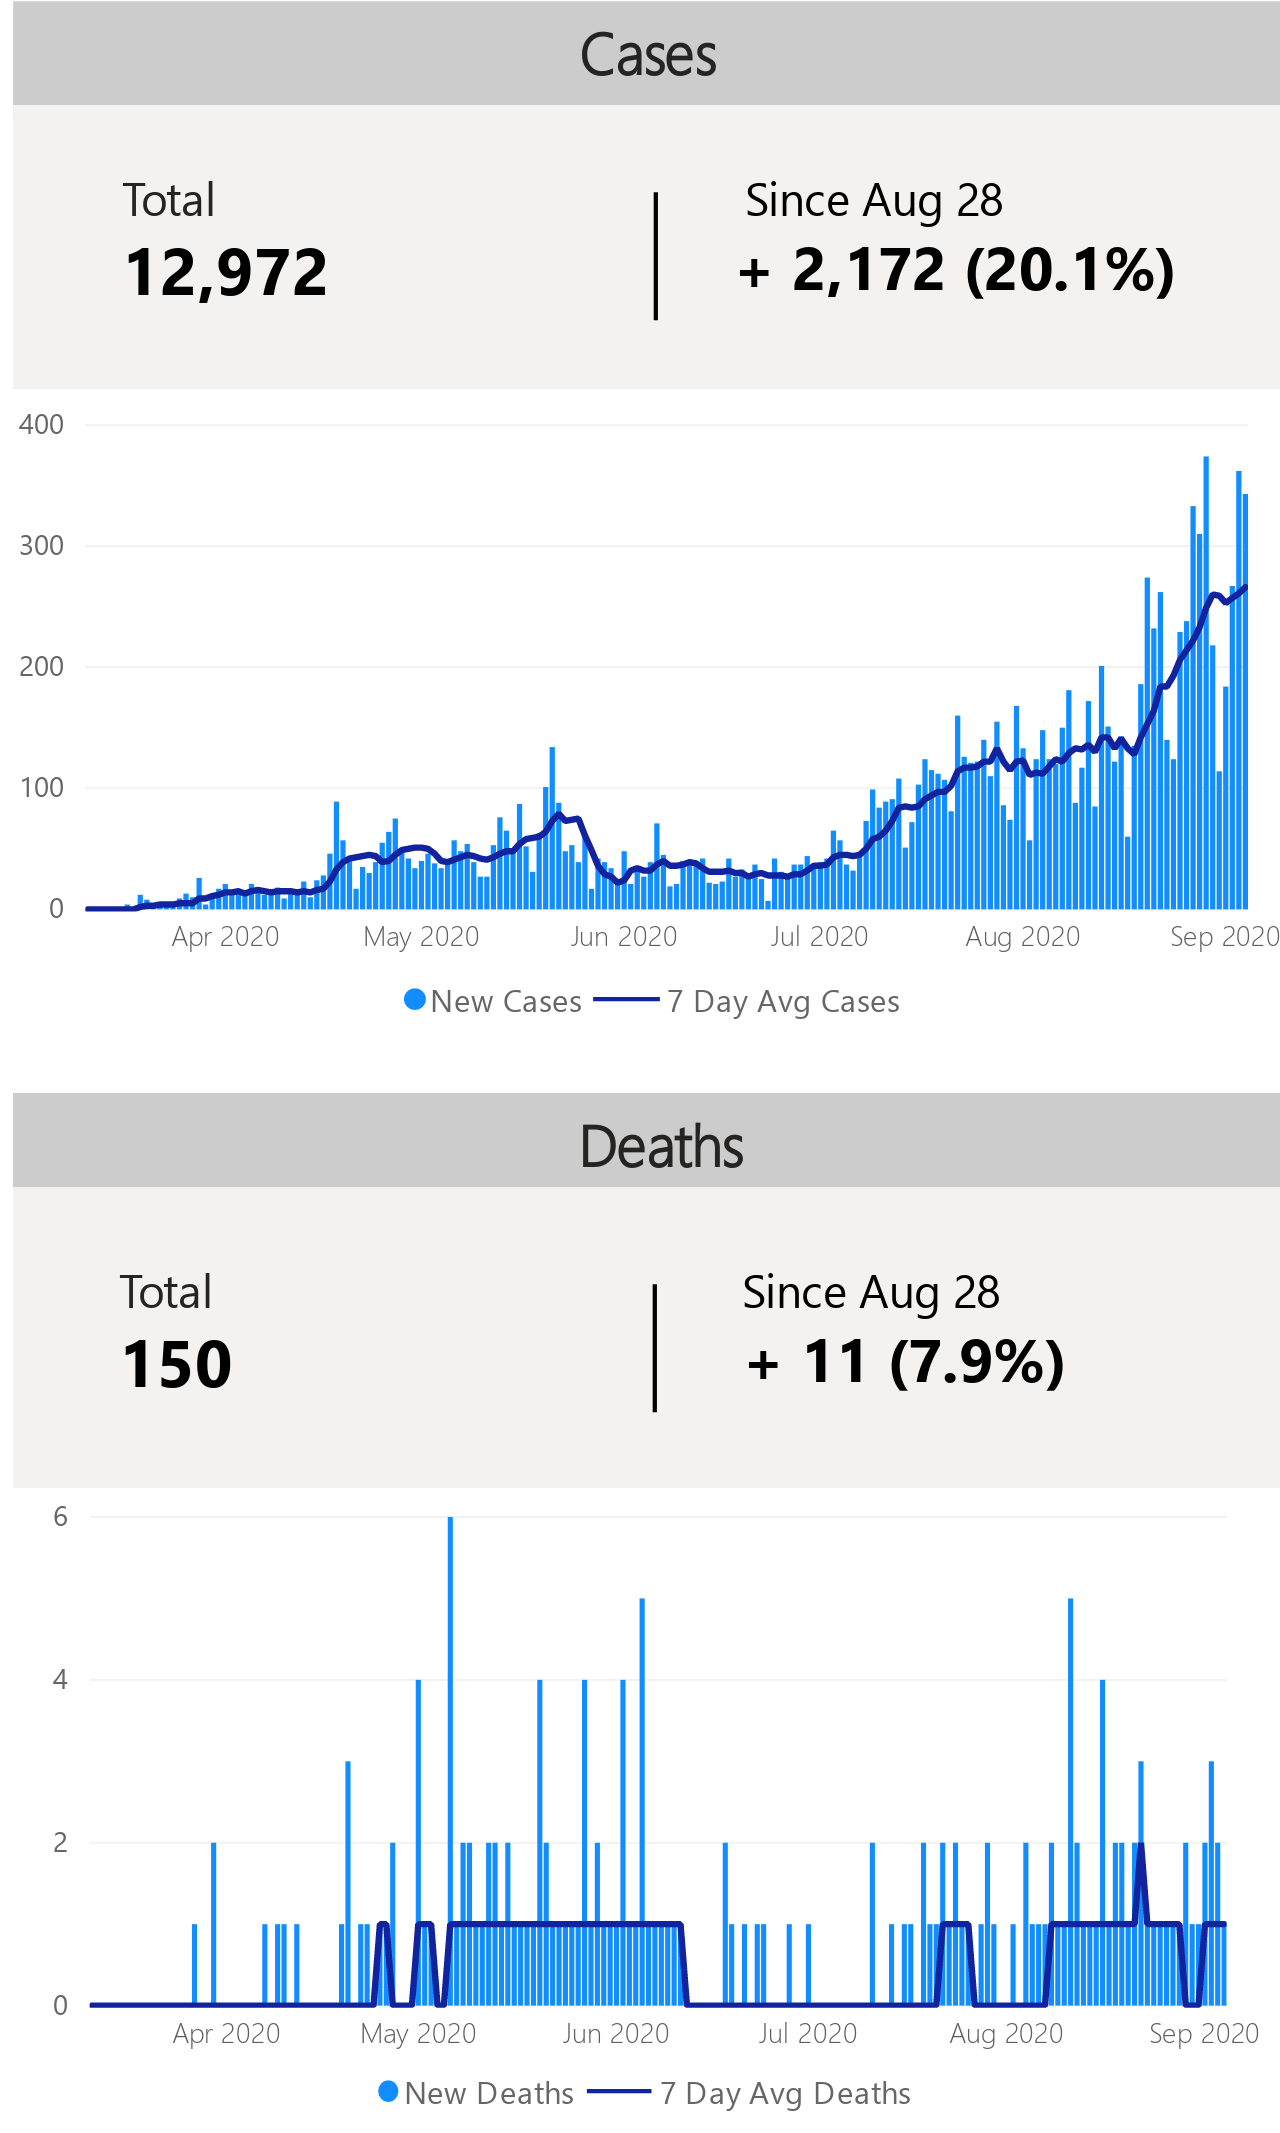 Cases
Total
Since Aug 28
12,972
+ 2,172 (20.1%)
400
300
200
100
0
Apr 2020
May 2020
Jun 2020
Jul 2020
Aug 2020
Sep 2020
New Cases
7 Day Avg Cases
Deaths
Total
Since Aug 28
150
+ 11 (7.9%)
6
4
2
0
Apr 2020
May 2020
Jun 2020
Jul 2020
Aug 2020
Sep 2020
New Deaths
7 Day Avg Deaths